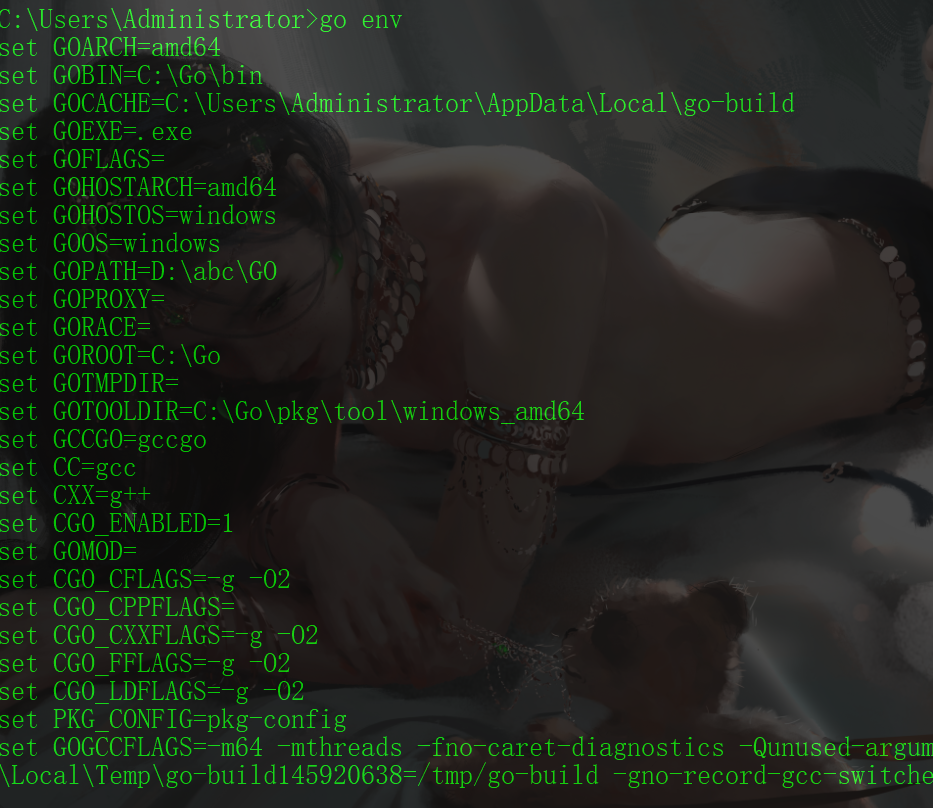 C:\Users\Administrator>go env
set GOARCH=amd64
set GOBIN=C:\Go\bin
set GOCACHE=C:\Users\Administrator\AppData\Local\go-build
set GOEXE=.exe
set GOFLAGS=
set GOHOSTARCH=amd64
set GOHOSTOS=windows
set GOOS=windows
set GOPATH=D:\abc\GO
set GOPROXY=
set GORACE=
set GOROOT=C:\Go
set GOTMPDIR=
set GOTOOLDIR=C:\Go\pkg\tool\windows_amd64
set GCCGO=gccgo
set CC=gcc
set CXX=g++
set CGO_ENABLED=1
set GOMOD=
set CGO_CFLAGS=-g -O2
set CGO_CPPFLAGS=
set CGO_CXXFLAGS=-g -O2
set CGO_FFLAGS=-g -O2
set CGO_LDFLAGS=-g -O2
set PKG_CONFIG=pkg-config
set GOGCCFLAGS=-m64 -mthreads -fno-caret-diagnostics -Qunused-argum
\Local\Temp\go-build145920638=/tmp/go-build -gno-record-gcc-switche